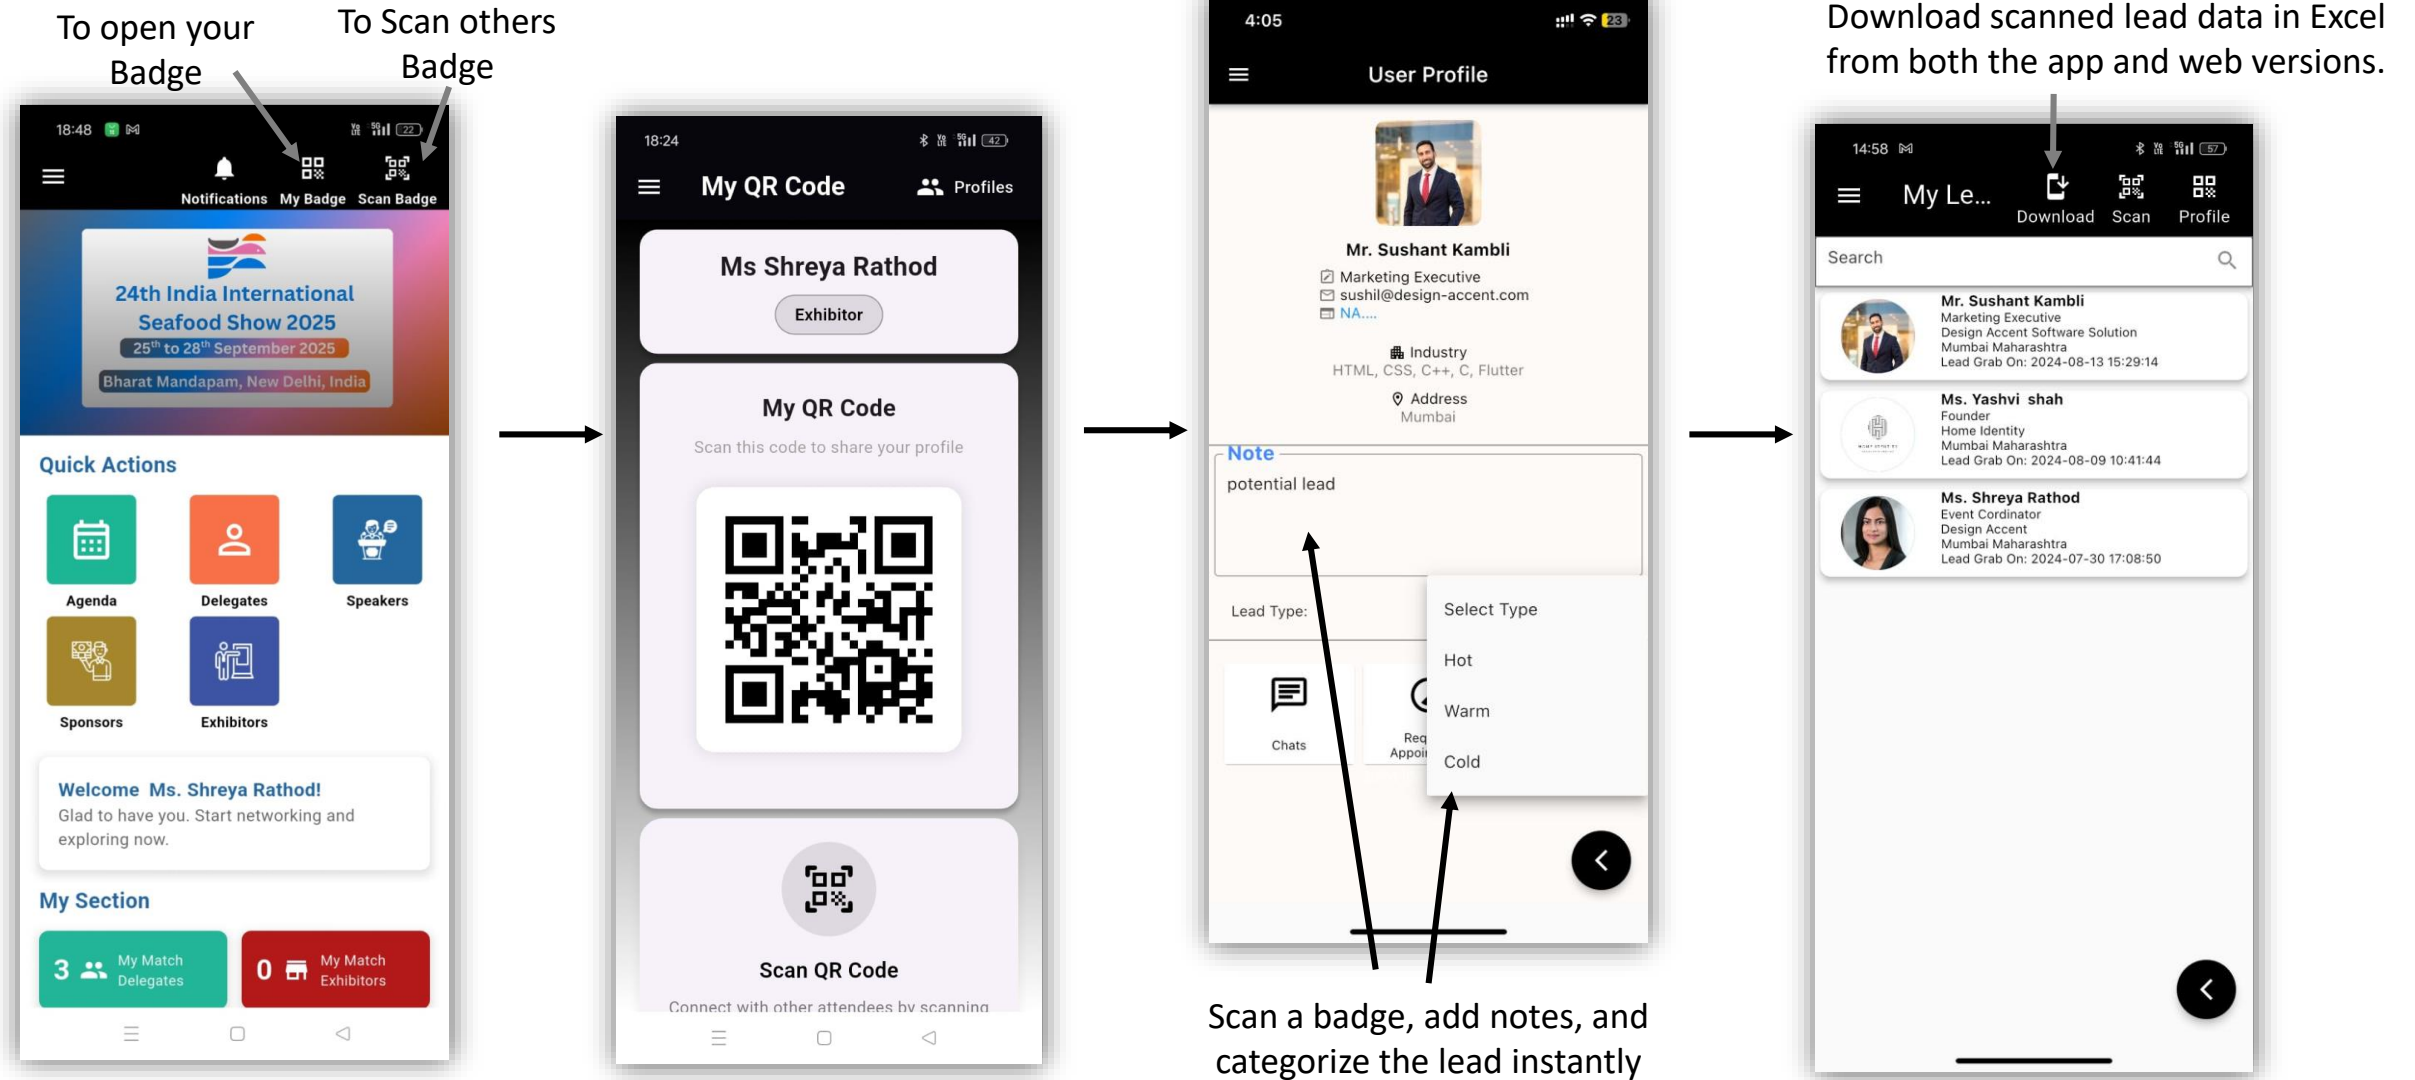 To open your
Badge
To Scan others
Badge
18:48
22
Notifications My Badge Scan Badge
24th India International
Seafood Show 2025
25th to 28th September 2025
Bharat Mandapam, New Delhi, India
Quick Actions
Agenda
Delegates
Speakers
Sponsors
Exhibitors
Welcome Ms. Shreya Rathod!
Glad to have you. Start networking and
exploring now.
My Section
3 My Match
Delegates
0 My Match
Exhibitors
18:24
42
My QR Code
Profiles
Ms Shreya Rathod
Exhibitor
My QR Code
Scan this code to share your profile
Scan QR Code
Connect with other attendees by scanning
4:05
23
User Profile
Mr. Sushant Kambli
Marketing Executive
sushil@design-accent.com
NA....
Industry
HTML, CSS, C++, C, Flutter
Address
Mumbai
Note
potential lead
Lead Type:
Select Type
Hot
Warm
Cold
Chats
Req
Appoi
Scan a badge, add notes, and
categorize the lead instantly
Download scanned lead data in Excel
from both the app and web versions.
14:58
57
My Le...
Download Scan Profile
Search
Mr. Sushant Kambli
Marketing Executive
Design Accent Software Solution
Mumbai Maharashtra
Lead Grab On: 2024-08-13 15:29:14
Ms. Yashvi shah
Founder
Home Identity
Mumbai Maharashtra
Lead Grab On: 2024-08-09 10:41:44
Ms. Shreya Rathod
Event Cordinator
Design Accent
Mumbai Maharashtra
Lead Grab On: 2024-07-30 17:08:50